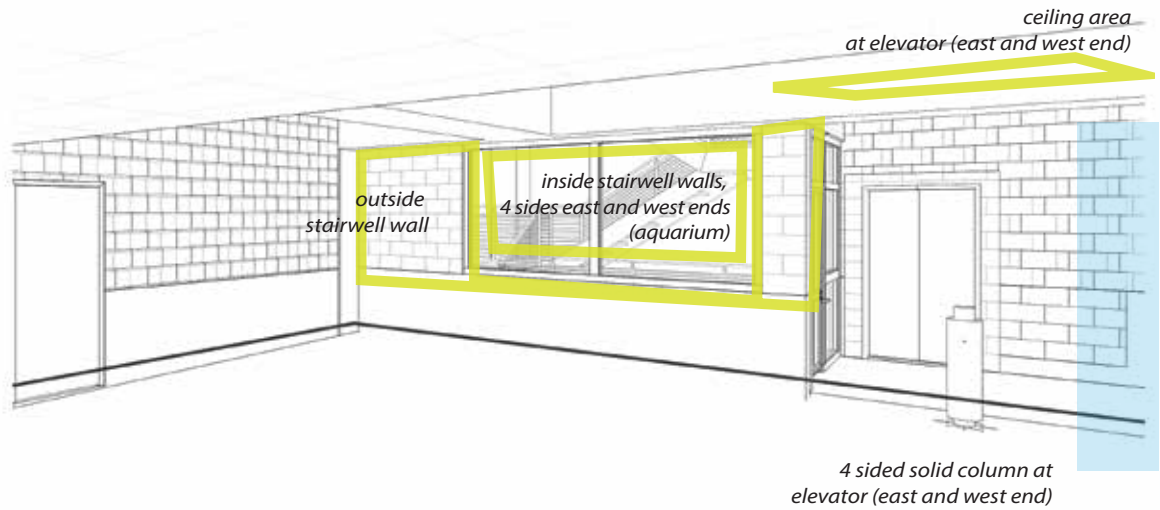 ceiling area
at elevator (east and west end)
outside
stairwell wall
inside stairwell walls,
4 sides east and west ends
(aquarium)
4 sided solid column at
elevator (east and west end)